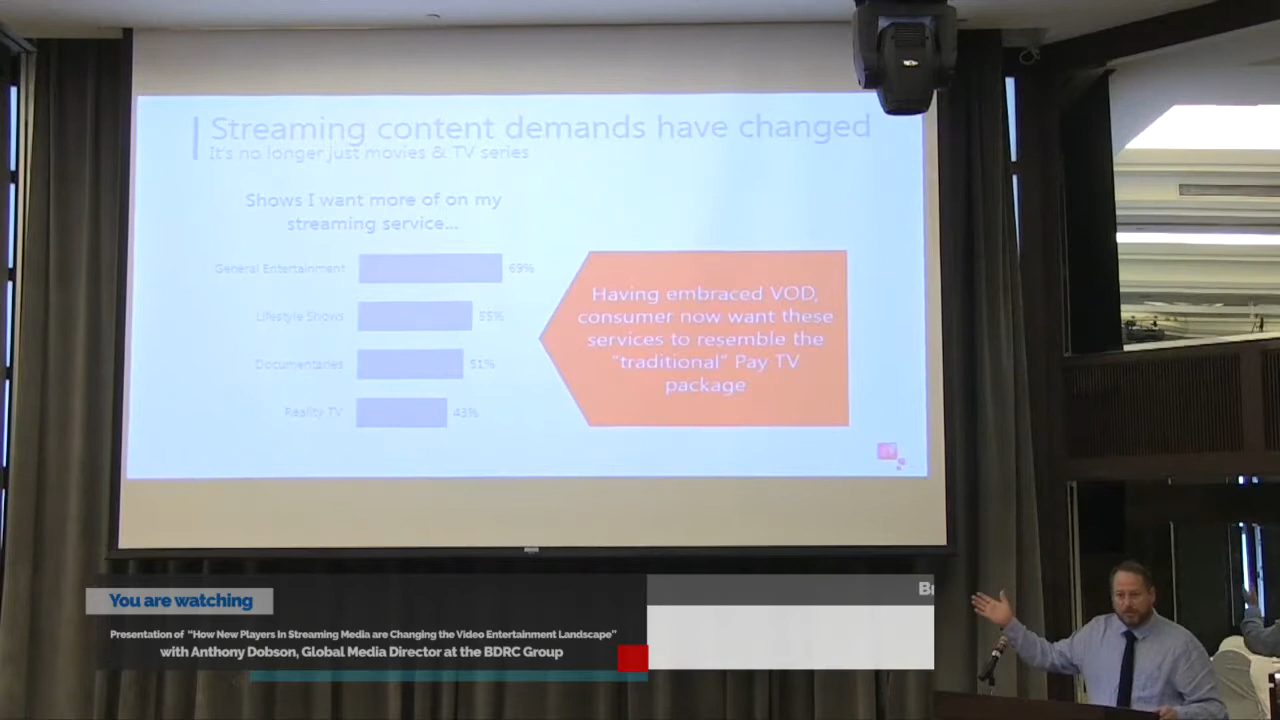 Streaming content demands have changed
It's no longer just movies & TV series
Shows I want more of on my
streaming service...
General Entertainment 69%
Lifestyle Shows 55%
Documentaries 51%
Reality TV 43%
Having embraced VOD,
consumer now want these
services to resemble the
"traditional" Pay TV
package
You are watching
Presentation of "How New Players In Streaming Media are Changing the Video Entertainment Landscape"
with Anthony Dobson, Global Media Director at the BDRC Group